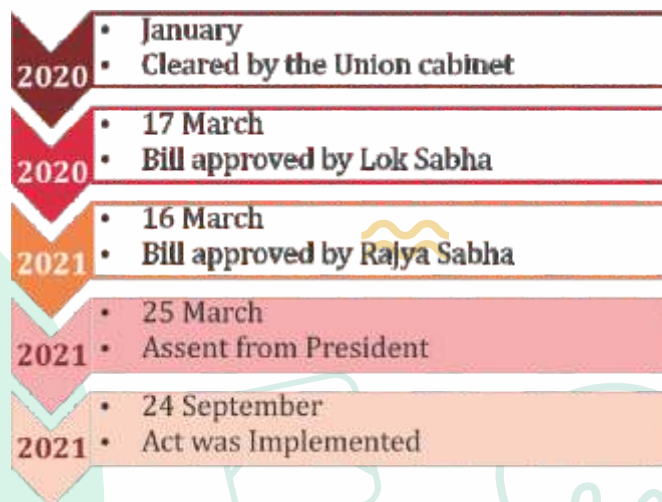 2020
• January
• Cleared by the Union cabinet
2020
• 17 March
• Bill approved by Lok Sabha
2021
• 16 March
• Bill approved by Rajya Sabha
2021
• 25 March
• Assent from President
2021
• 24 September
• Act was Implemented